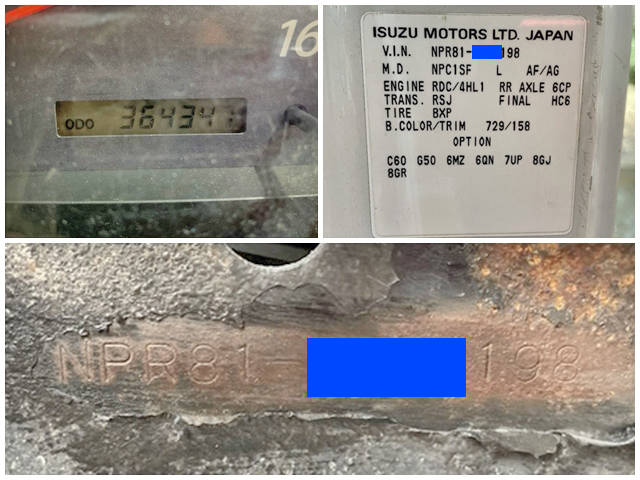 16
ODO 364347
ISUZU MOTORS LTD. JAPAN
V.I.N. NPR81- 198
M.D. NPC1SF L AF/AG
ENGINE RDC/4HL1 RR AXLE 6CP
TRANS. RSJ FINAL HC6
TIRE BXP
B.COLOR/TRIM 729/158
OPTION
C60 G50 6MZ 6QN 7UP 8GJ
8GR
NPR81- 198